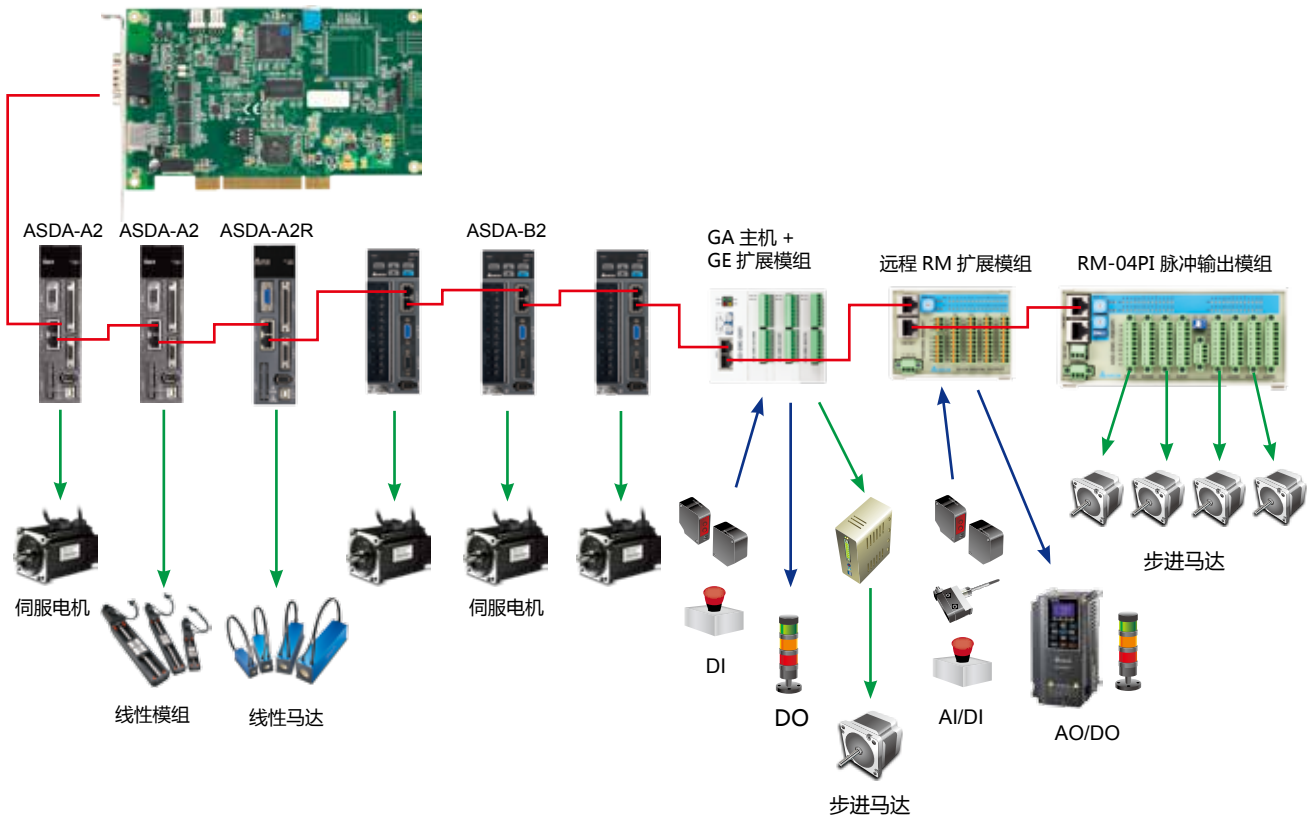 ASDA-A2
ASDA-A2
ASDA-A2R
ASDA-B2
GA 主机 +
GE 扩展模组
远程 RM 扩展模组
RM-04PI 脉冲输出模组
伺服电机
线性模组
线性马达
伺服电机
DI
DO
步进马达
AI/DI
AO/DO
步进马达